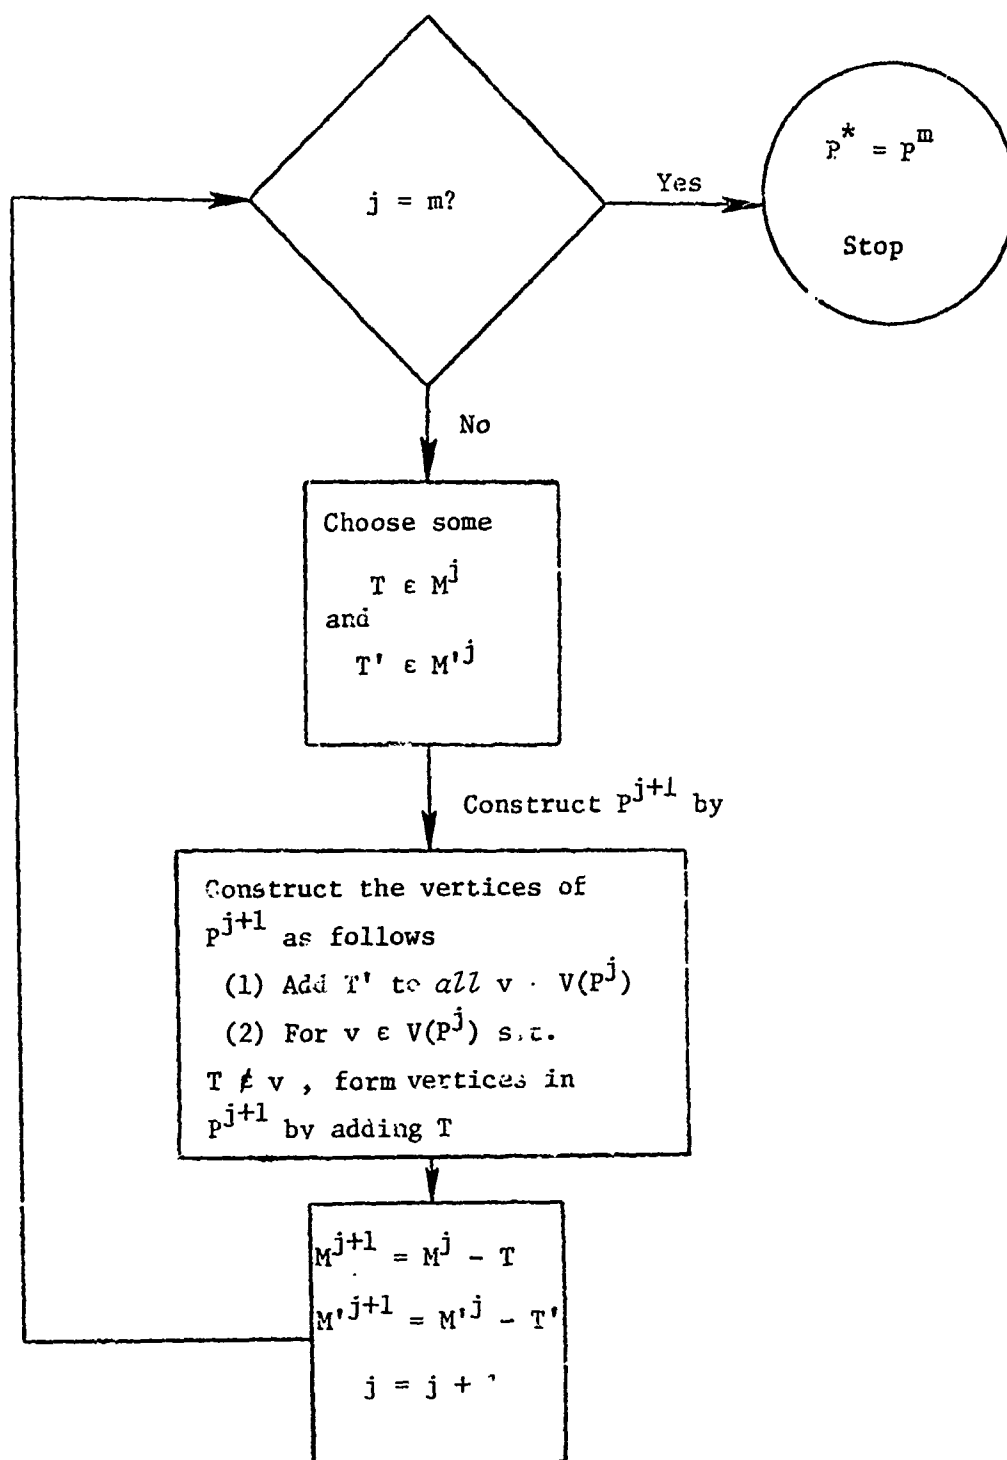 j = m?
Yes
P* = P^m
Stop
No
Choose some
T ε M^j
and
T' ε M'^j
Construct P^{j+1} by
Construct the vertices of
P^{j+1} as follows
(1) Add T' to all v V(P^j)
(2) For v ε V(P^j) s.t.
T ∉ v , form vertices in
P^{j+1} by adding T
M^{j+1} = M^j - T
M'^{j+1} = M'^j - T'
j = j +